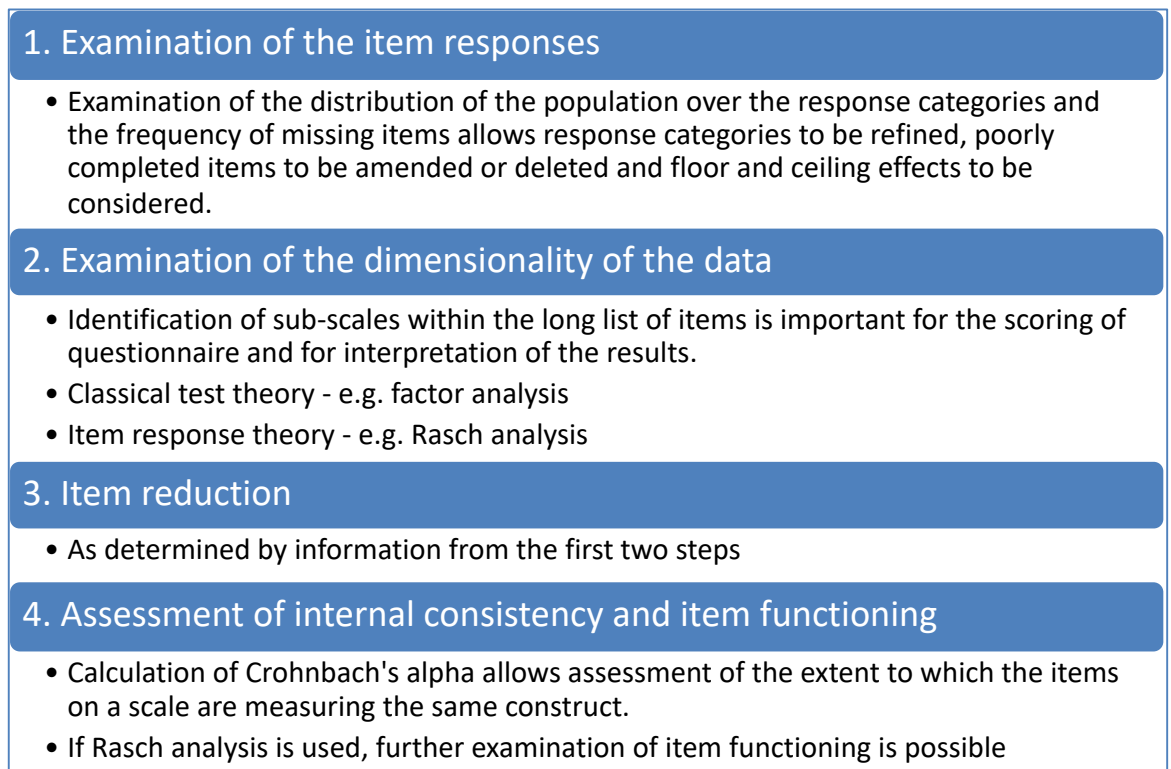 1. Examination of the item responses
• Examination of the distribution of the population over the response categories and
the frequency of missing items allows response categories to be refined, poorly
completed items to be amended or deleted and floor and ceiling effects to be
considered.
2. Examination of the dimensionality of the data
• Identification of sub-scales within the long list of items is important for the scoring of
questionnaire and for interpretation of the results.
• Classical test theory - e.g. factor analysis
• Item response theory - e.g. Rasch analysis
3. Item reduction
• As determined by information from the first two steps
4. Assessment of internal consistency and item functioning
• Calculation of Crohnbach's alpha allows assessment of the extent to which the items
on a scale are measuring the same construct.
• If Rasch analysis is used, further examination of item functioning is possible